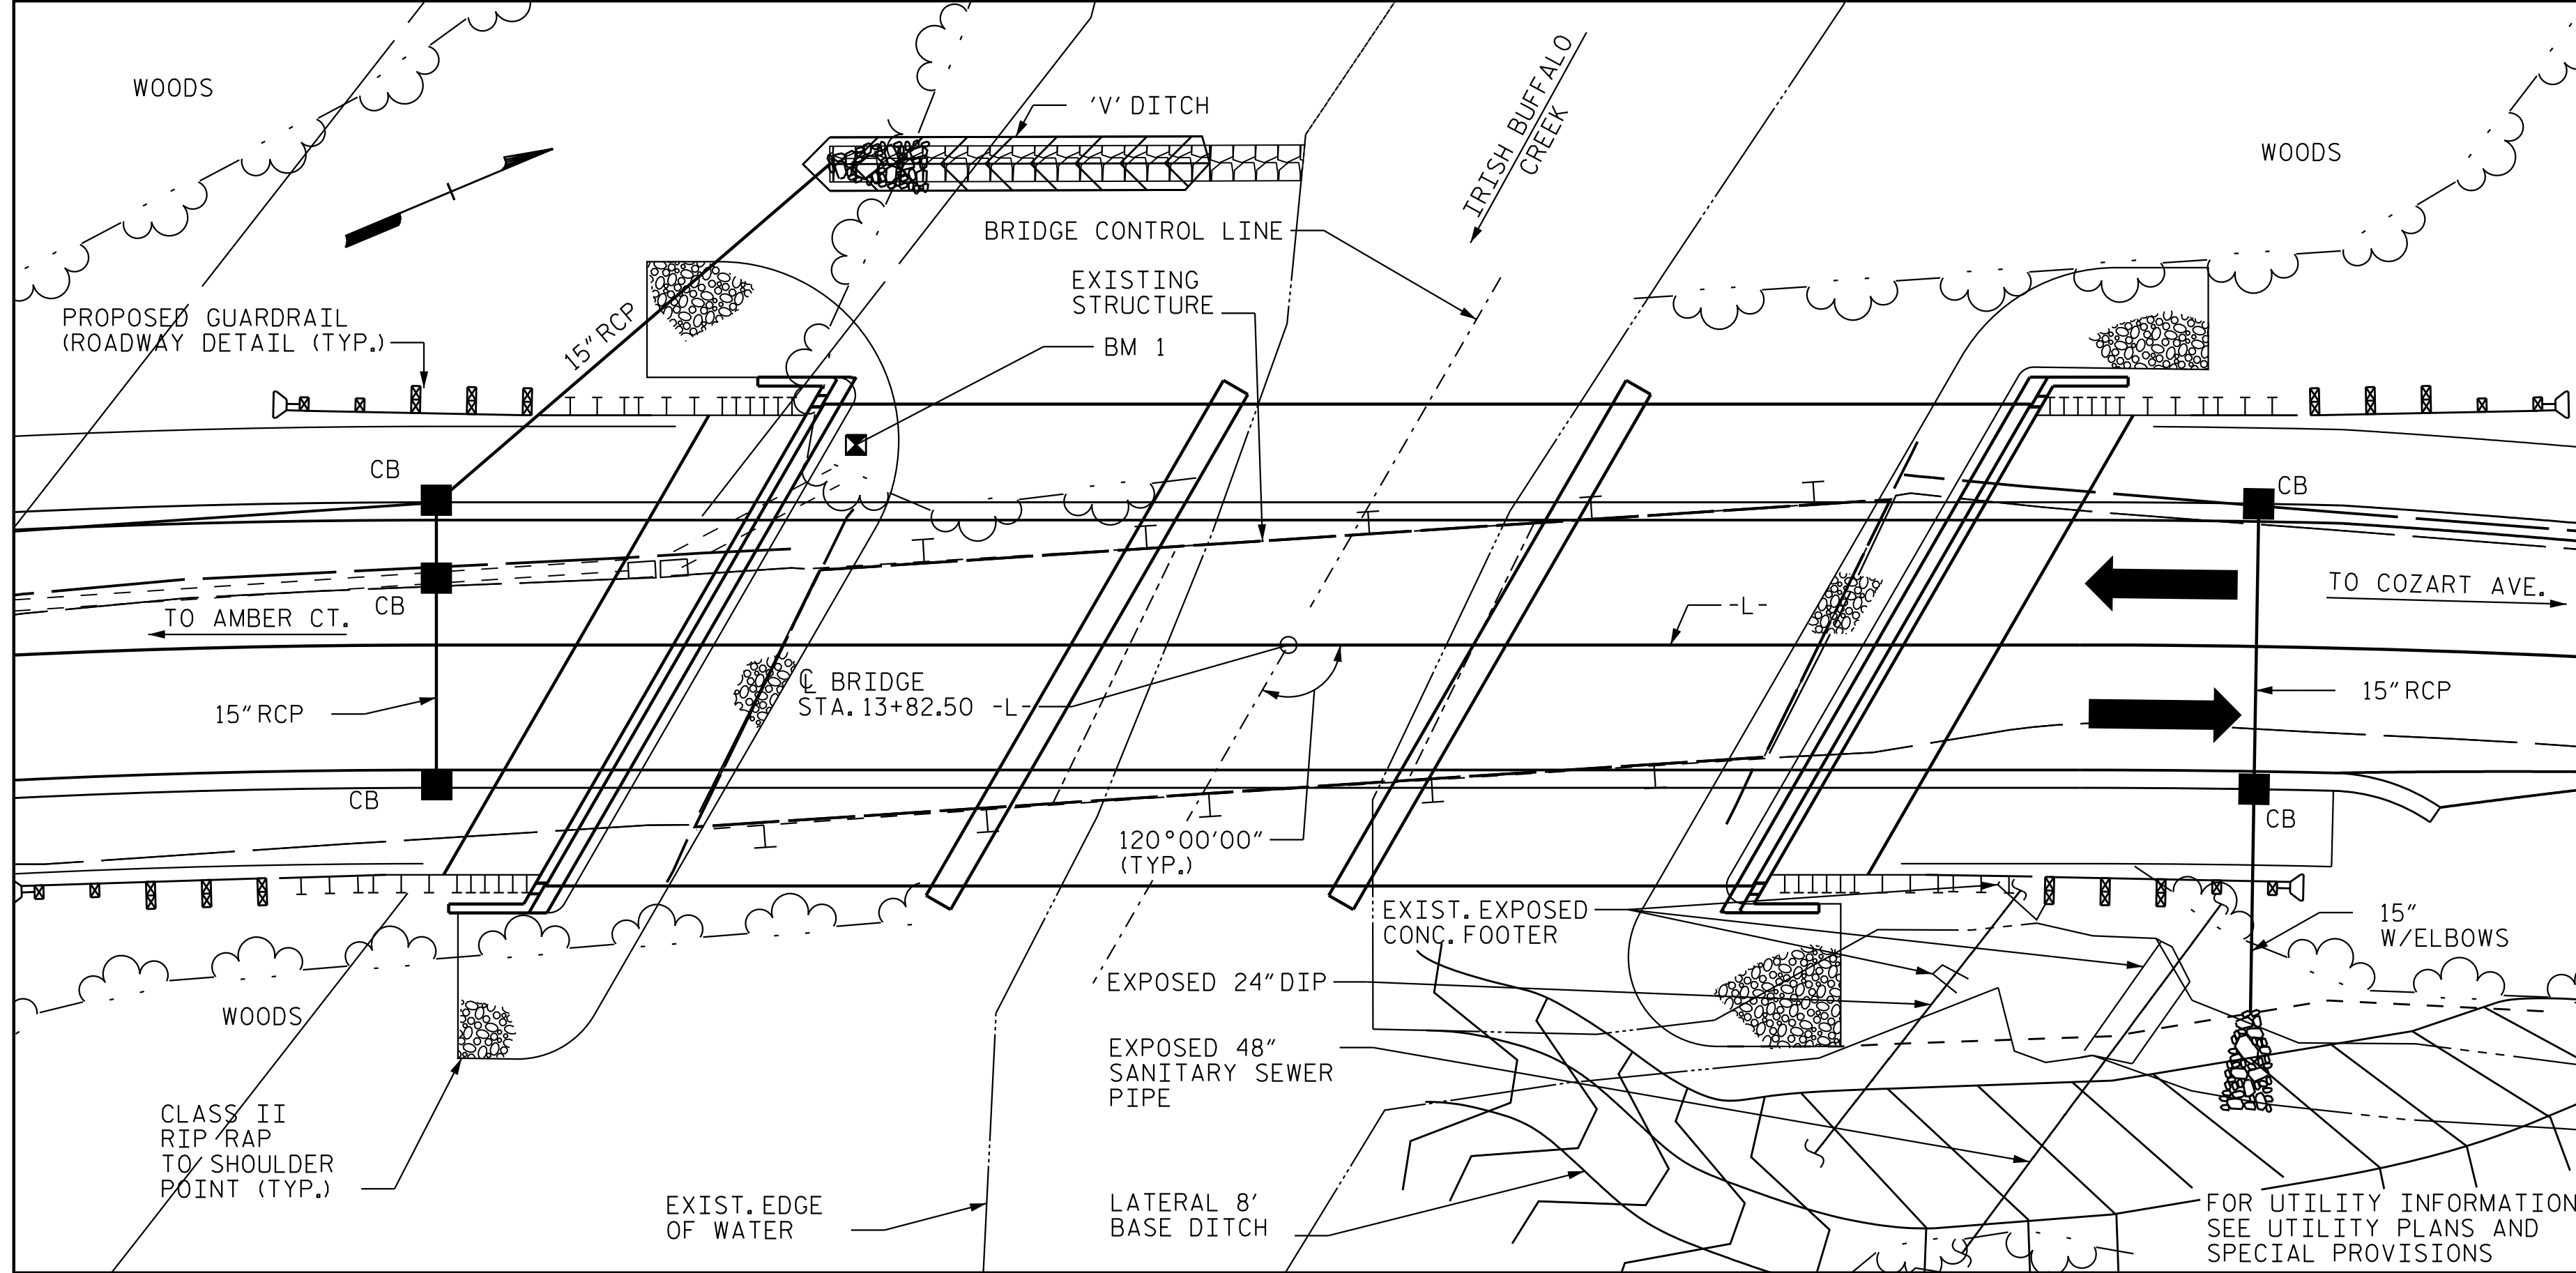 WOODS
'V' DITCH
IRISH BUFFALO
CREEK
WOODS
BRIDGE CONTROL LINE
EXISTING
STRUCTURE
PROPOSED GUARDRAIL
(ROADWAY DETAIL (TYP.)
15" RCP
BM 1
CB
CB
CB
TO AMBER CT.
TO COZART AVE.
-L-
℄ BRIDGE
STA. 13+82.50 -L-
15" RCP
15" RCP
CB
CB
120°00'00"
(TYP.)
EXIST. EXPOSED
CONC. FOOTER
15"
W/ELBOWS
EXPOSED 24" DIP
WOODS
EXPOSED 48"
SANITARY SEWER
PIPE
CLASS II
RIP RAP
TO SHOULDER
POINT (TYP.)
EXIST. EDGE
OF WATER
LATERAL 8'
BASE DITCH
FOR UTILITY INFORMATION
SEE UTILITY PLANS AND
SPECIAL PROVISIONS